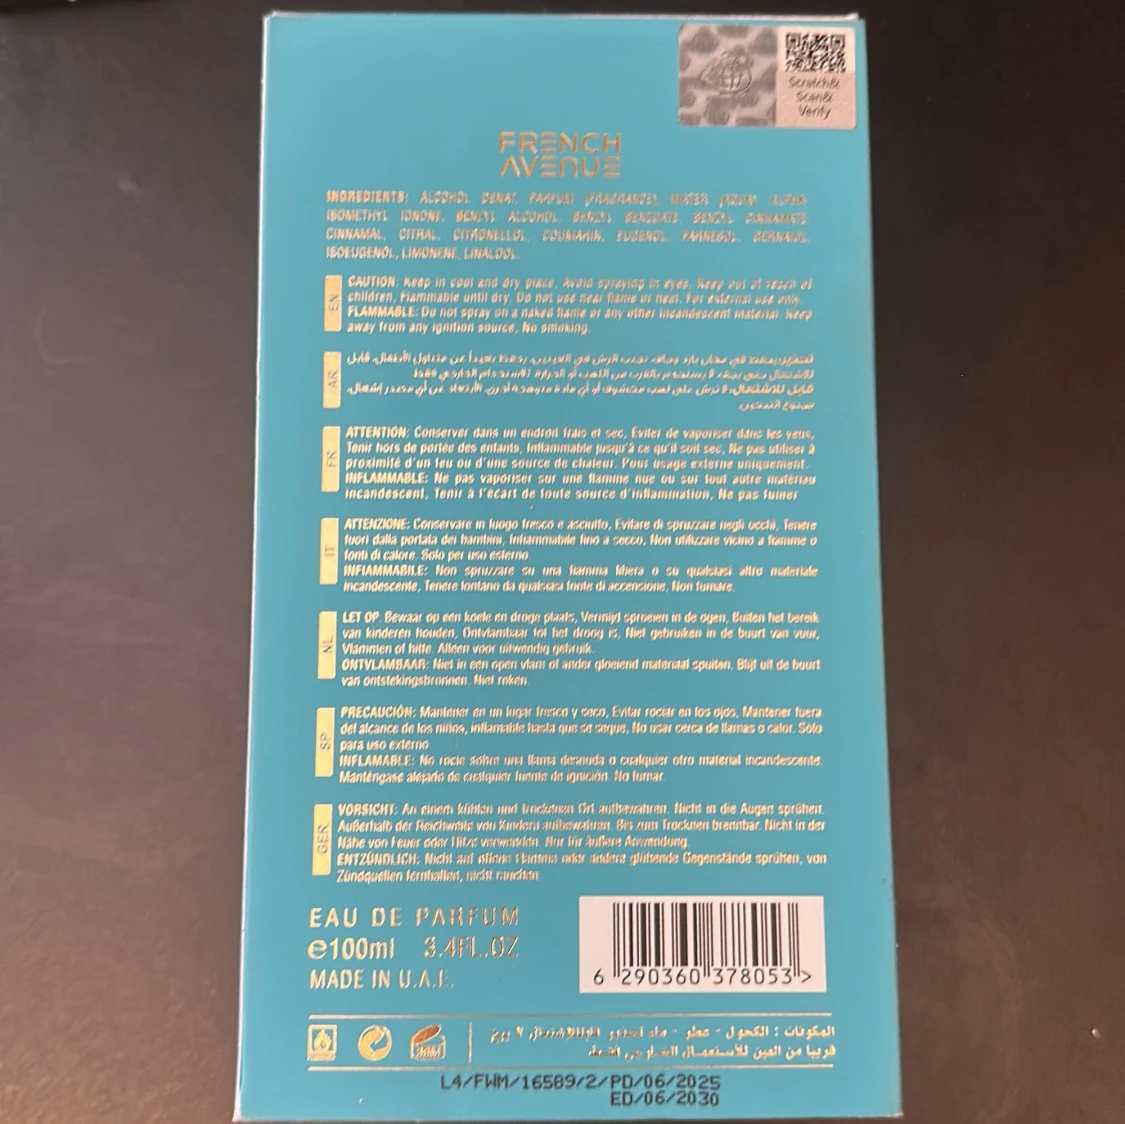 Scratch&
Scan&
Verify
FRENCH
AVENUE
INGREDIENTS: ALCOHOL DENAT, PARFUM (FRAGRANCE), WATER (AQUA), ALPHA-
ISOMETHYL IONONE, BENZYL ALCOHOL, BENZYL BENZOATE, BENZYL CINNAMATE,
CINNAMAL, CITRAL, CITRONELLOL, COUMARIN, EUGENOL, FARNESOL, GERANIOL,
ISOEUGENOL, LIMONENE, LINALOOL.
EN
CAUTION: Keep in cool and dry place, Avoid spraying in eyes, Keep out of reach of
children, Flammable until dry, Do not use near flame or heat. For external use only.
FLAMMABLE: Do not spray on a naked flame or any other incandescent material. Keep
away from any ignition source, No smoking.
AR
قابل للاشتعال
FR
ATTENTION: Conserver dans un endroit frais et sec, Éviter de vaporiser dans les yeux,
Tenir hors de portée des enfants, Inflammable jusqu'à ce qu'il soit sec, Ne pas utiliser à
proximité d'un feu ou d'une source de chaleur. Pour usage externe uniquement.
INFLAMMABLE: Ne pas vaporiser sur une flamme nue ou sur tout autre matériau
incandescent, Tenir à l'écart de toute source d'inflammation, Ne pas fumer
IT
ATTENZIONE: Conservare in luogo fresco e asciutto, Evitare di spruzzare negli occhi, Tenere
fuori dalla portata dei bambini, Infiammabile fino a secco, Non utilizzare vicino a fiamme o
fonti di calore. Solo per uso esterno.
INFIAMMABILE: Non spruzzare su una fiamma libera o su qualsiasi altro materiale
incandescente, Tenere lontano da qualsiasi fonte di accensione, Non fumare.
NL
LET OP: Bewaar op een koele en droge plaats, Vermijd sproeien in de ogen, Buiten het bereik
van kinderen houden, Ontvlambaar tot het droog is, Niet gebruiken in de buurt van vuur,
Vlammen of hitte. Alleen voor uitwendig gebruik.
ONTVLAMBAAR: Niet in een open vlam of ander gloeiend materiaal spuiten. Blijf uit de buurt
van ontstekingsbronnen. Niet roken.
SP
PRECAUCIÓN: Mantener en un lugar fresco y seco, Evitar rociar en los ojos, Mantener fuera
del alcance de los niños, inflamable hasta que se seque, No usar cerca de llamas o calor. Sólo
para uso externo.
INFLAMABLE: No rocíe sobre una llama desnuda o cualquier otro material incandescente.
Manténgase alejado de cualquier fuente de ignición. No fumar.
GER
VORSICHT: An einem kühlen und trockenen Ort aufbewahren. Nicht in die Augen sprühen.
Außerhalb der Reichweite von Kindern aufbewahren. Bis zum Trocknen brennbar. Nicht in der
Nähe von Feuer oder Hitze verwenden. Nur für äußere Anwendung.
ENTZÜNDLICH: Nicht auf offene Flamme oder andere glühende Gegenstände sprühen, von
Zündquellen fernhalten, nicht rauchen
EAU DE PARFUM
e100ml 3.4FL.OZ
MADE IN U.A.E.
6 290360 378053 >
المكونات : الكحول - عطر - ماء
قريبا من العين للأستعمال الخارجي فقط
36M
L4/FWM/16589/2/PD/06/2025
ED/06/2030